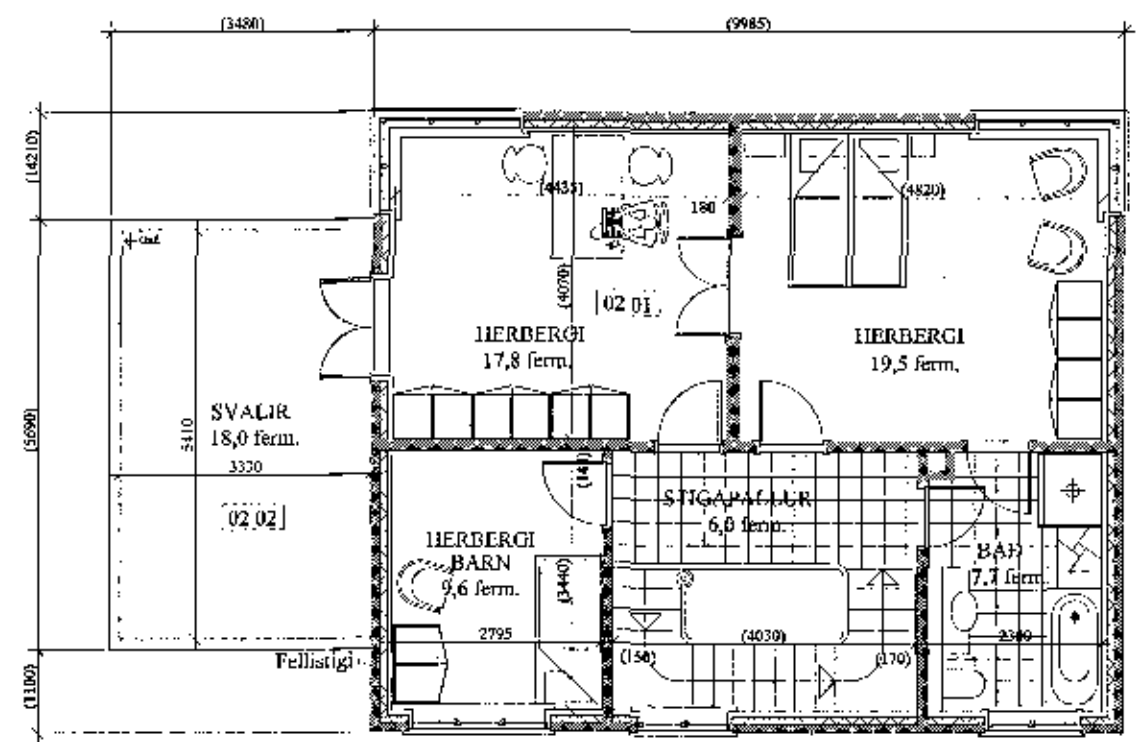 (3480)
(9985)
(14210)
(4435)
180
(4820)
(4070)
02 01
HERBERGI
17,8 ferm.
HERBERGI
19,5 ferm.
(5690)
SVALIR
18,0 ferm.
5410
3330
02 02
STIGAPALLUR
6,0 ferm.
HERBERGI
BARN
9,6 ferm.
(3440)
BAÐ
7,7 ferm.
2795
(4030)
2300
(150)
(170)
Fellistigi
(1100)